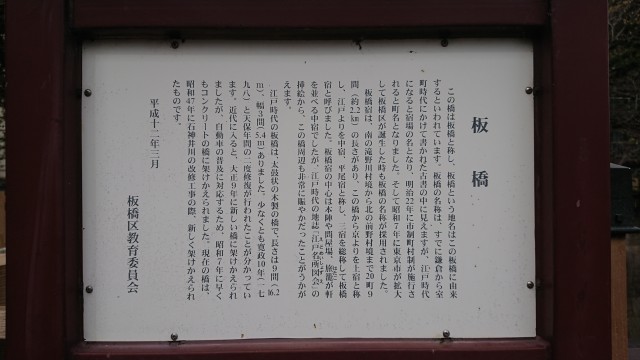 板橋
この橋は板橋と称し、板橋という地名はこの板橋に由来
するといわれています。板橋の名称は、すでに鎌倉から室
町時代にかけて書かれた古書の中に見えますが、江戸時代
になると宿場の名となり、明治22年に市制町村制が施行さ
れると町名となりました。そして昭和7年に東京市が拡大
して板橋区が誕生した時も板橋の名称が採用されました。
板橋宿は、南の滝野川村境から北の前野村境まで20町9
間(約2.2㎞)の長さがあり、この橋から京よりを上宿と称
し、江戸よりを中宿、平尾宿と称し、三宿を総称して板橋
宿と呼びました。板橋宿の中心は本陣や問屋場、旅籠が軒
を並べる中宿でしたが、江戸時代の地誌「江戸名所図会」の
挿絵から、この橋周辺も非常に賑やかだったことがうかが
えます。
江戸時代の板橋は、太鼓状の木製の橋で、長さは9間(16.2
m)、幅3間(5.4m)ありました。少なくとも寛政10年(一七
九八)と天保年間の二度修復が行われたことが分かってい
ます。近代に入ると、大正9年に新しい橋に架けかえられ
ましたが、自動車の普及に対応するため、昭和7年に早く
もコンクリートの橋に架けかえられました。現在の橋は、
昭和47年に石神井川の改修工事の際、新しく架けかえられ
たものです。
平成十二年三月
板橋区教育委員会